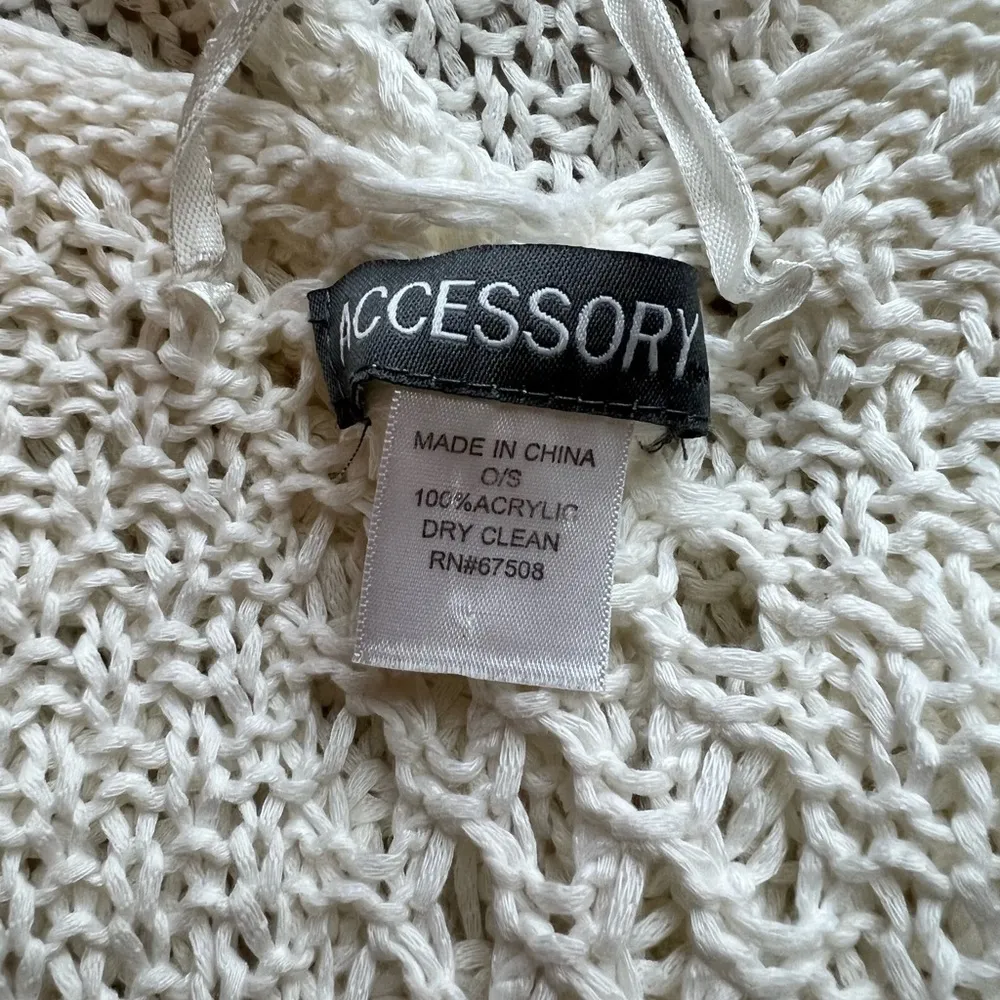 ACCESSORY
MADE IN CHINA
O/S
100%ACRYLIC
DRY CLEAN
RN#67508